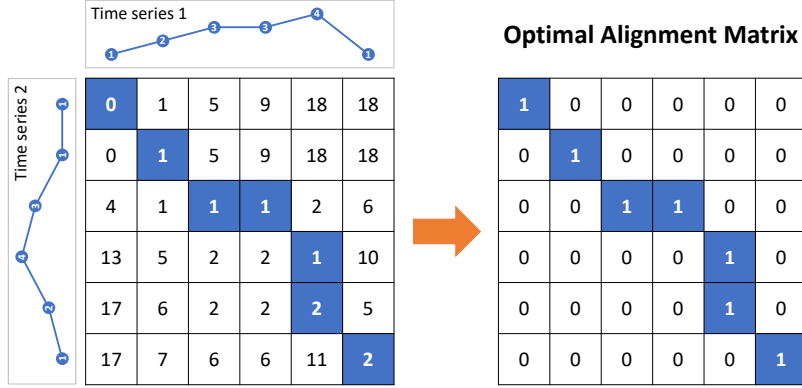 Time series 1
1 2 3 3 4 1
Optimal Alignment Matrix
Time series 2
1 1 3 4 2 1
0 1 5 9 18 18
0 1 5 9 18 18
4 1 1 1 2 6
13 5 2 2 1 10
17 6 2 2 2 5
17 7 6 6 11 2
1 0 0 0 0 0
0 1 0 0 0 0
0 0 1 1 0 0
0 0 0 0 1 0
0 0 0 0 1 0
0 0 0 0 0 1